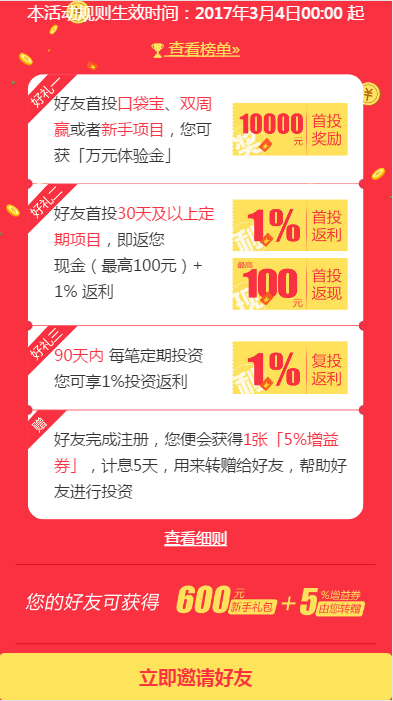 本活动规则生效时间：2017年3月4日00:00 起
查看榜单»
好礼一
好友首投口袋宝、双周
赢或者新手项目，您可
获「万元体验金」
10000元
首投
奖励
好礼二
好友首投30天及以上定
期项目，即返您
现金（最高100元）+
1% 返利
1%
首投
返利
最高
100元
首投
返现
好礼三
90天内 每笔定期投资
您可享1%投资返利
1%
复投
返利
赠
好友完成注册，您便会获得1张「5%增益
券」，计息5天，用来转赠给好友，帮助好
友进行投资
查看细则
您的好友可获得 600元新手礼包+5%增益券由您转赠
立即邀请好友